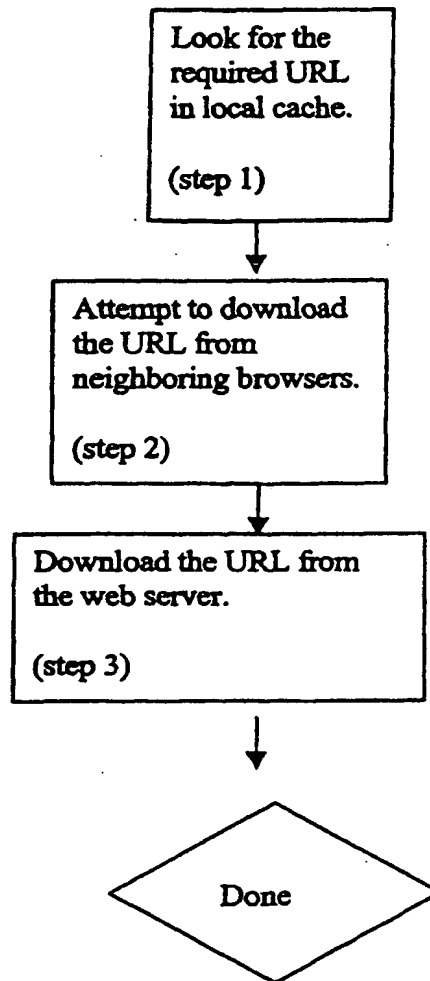 Look for the
required URL
in local cache.
(step 1)
Attempt to download
the URL from
neighboring browsers.
(step 2)
Download the URL from
the web server.
(step 3)
Done